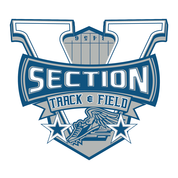 V
SECTION
TRACK & FIELD